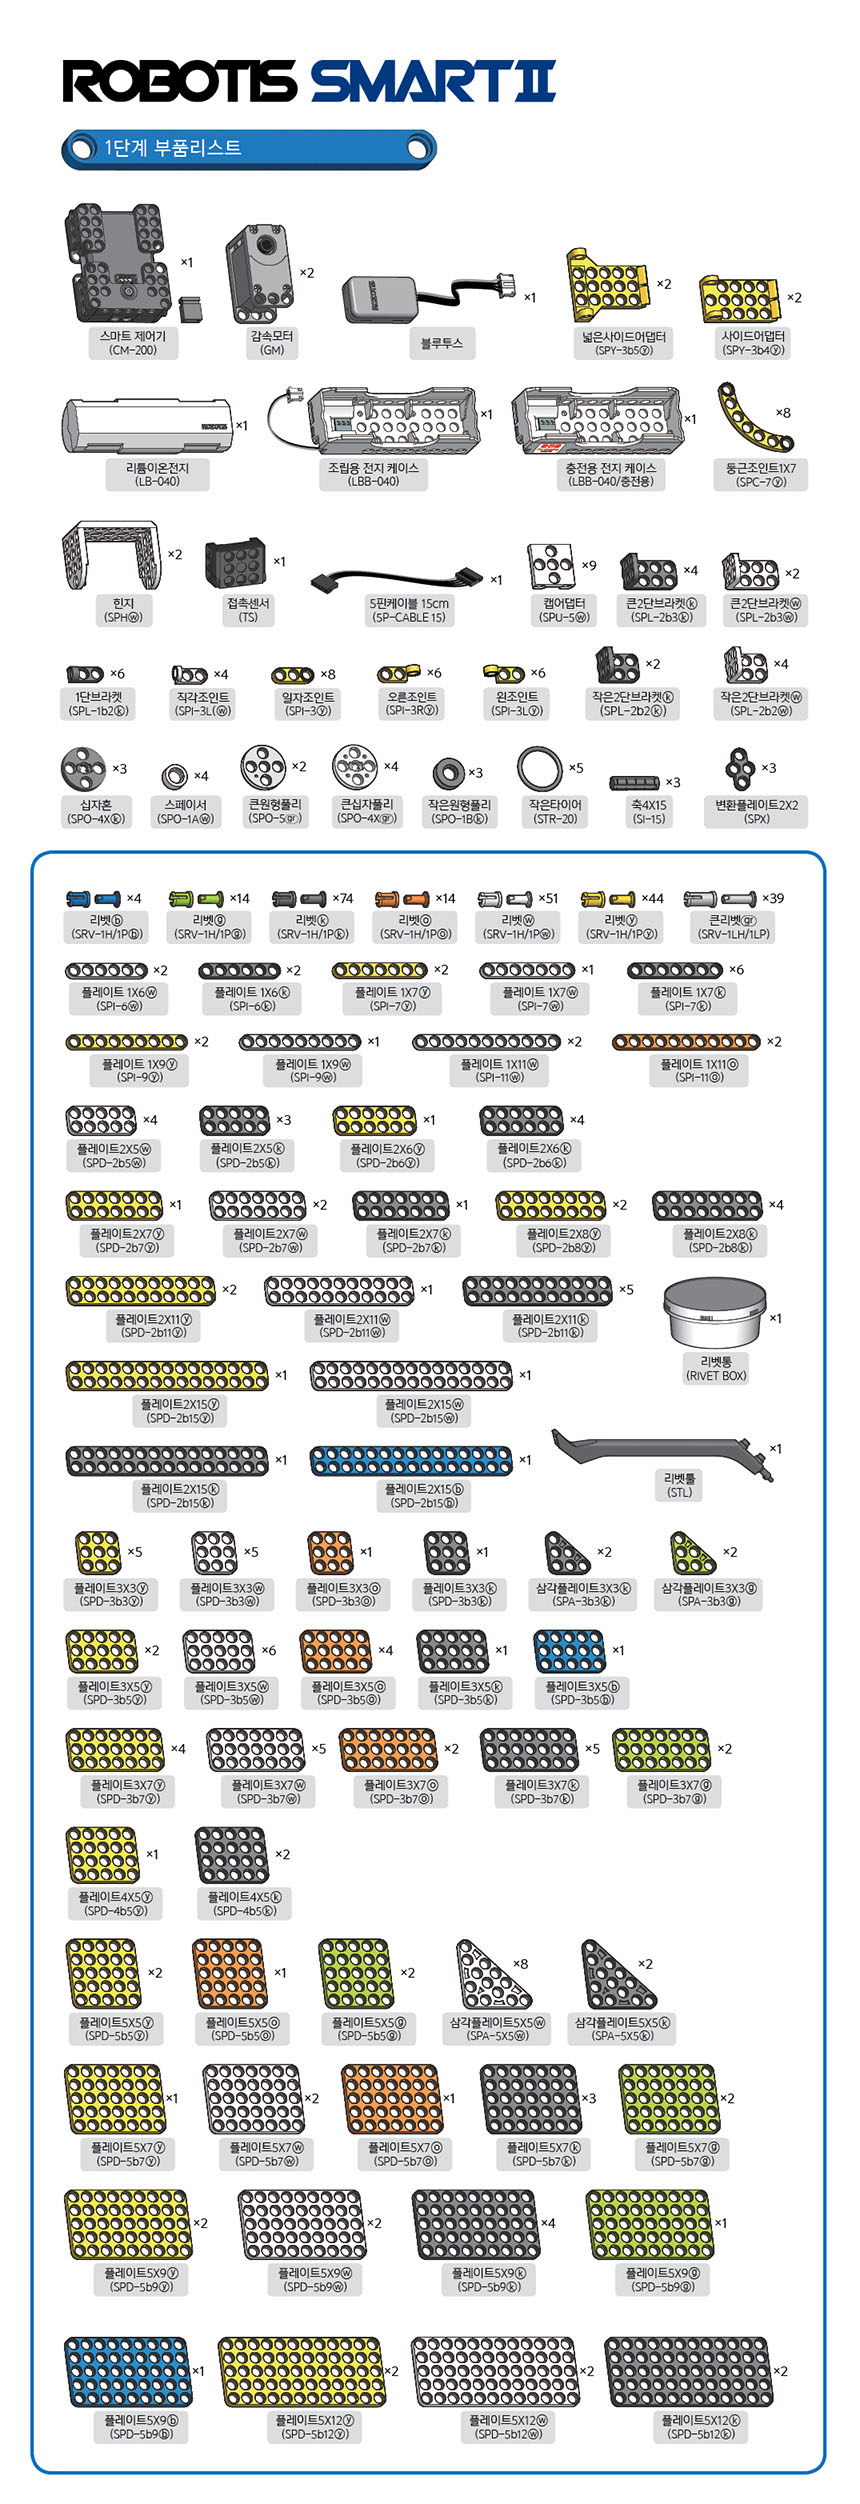 ROBOTIS SMART II
1단계 부품리스트
×1
×2
×1
×2
×2
스마트 제어기
(CM-200)
감속모터
(GM)
블루투스
넓은사이드어댑터
(SPY-3b5ⓨ)
사이드어댑터
(SPY-3b4ⓨ)
ROBOTIS
×1
×1
×1
×8
리튬이온전지
(LB-040)
조립용 전지 케이스
(LBB-040)
충전용 전지 케이스
(LBB-040/충전용)
둥근조인트1X7
(SPC-7ⓨ)
×2
×1
×1
×9
×4
×2
힌지
(SPHⓦ)
접촉센서
(TS)
5핀케이블 15cm
(5P-CABLE 15)
캡어댑터
(SPU-5ⓦ)
큰2단브라켓ⓚ
(SPL-2b3ⓚ)
큰2단브라켓ⓦ
(SPL-2b3ⓦ)
×6
×4
×8
×6
×6
×2
×4
1단브라켓
(SPL-1b2ⓚ)
직각조인트
(SPI-3L(ⓦ)
일자조인트
(SPI-3ⓨ)
오른조인트
(SPI-3Rⓨ)
왼조인트
(SPI-3Lⓨ)
작은2단브라켓ⓚ
(SPL-2b2ⓚ)
작은2단브라켓ⓦ
(SPL-2b2ⓦ)
×3
×4
×2
×4
×3
×5
×3
×3
십자혼
(SPO-4Xⓚ)
스페이서
(SPO-1Aⓦ)
큰원형풀리
(SPO-5gr)
큰십자풀리
(SPO-4Xgr)
작은원형풀리
(SPO-1Bⓚ)
작은타이어
(STR-20)
축4X15
(SI-15)
변환플레이트2X2
(SPX)
×4
×14
×74
×14
×51
×44
×39
리벳ⓑ
(SRV-1H/1Pⓑ)
리벳ⓖ
(SRV-1H/1Pⓖ)
리벳ⓚ
(SRV-1H/1Pⓚ)
리벳ⓞ
(SRV-1H/1Pⓞ)
리벳ⓦ
(SRV-1H/1Pⓦ)
리벳ⓨ
(SRV-1H/1Pⓨ)
큰리벳gr
(SRV-1LH/1LP)
×2
×2
×2
×1
×6
플레이트 1X6ⓦ
(SPI-6ⓦ)
플레이트 1X6ⓚ
(SPI-6ⓚ)
플레이트 1X7ⓨ
(SPI-7ⓨ)
플레이트 1X7ⓦ
(SPI-7ⓦ)
플레이트 1X7ⓚ
(SPI-7ⓚ)
×2
×1
×2
×2
플레이트 1X9ⓨ
(SPI-9ⓨ)
플레이트 1X9ⓦ
(SPI-9ⓦ)
플레이트 1X11ⓦ
(SPI-11ⓦ)
플레이트 1X11ⓞ
(SPI-11ⓞ)
×4
×3
×1
×4
플레이트2X5ⓦ
(SPD-2b5ⓦ)
플레이트2X5ⓚ
(SPD-2b5ⓚ)
플레이트2X6ⓨ
(SPD-2b6ⓨ)
플레이트2X6ⓚ
(SPD-2b6ⓚ)
×1
×2
×1
×2
×4
플레이트2X7ⓨ
(SPD-2b7ⓨ)
플레이트2X7ⓦ
(SPD-2b7ⓦ)
플레이트2X7ⓚ
(SPD-2b7ⓚ)
플레이트2X8ⓨ
(SPD-2b8ⓨ)
플레이트2X8ⓚ
(SPD-2b8ⓚ)
×2
×1
×5
×1
플레이트2X11ⓨ
(SPD-2b11ⓨ)
플레이트2X11ⓦ
(SPD-2b11ⓦ)
플레이트2X11ⓚ
(SPD-2b11ⓚ)
리벳통
(RIVET BOX)
×1
×1
플레이트2X15ⓨ
(SPD-2b15ⓨ)
플레이트2X15ⓦ
(SPD-2b15ⓦ)
×1
×1
×1
플레이트2X15ⓚ
(SPD-2b15ⓚ)
플레이트2X15ⓑ
(SPD-2b15ⓑ)
리벳툴
(STL)
×5
×5
×1
×1
×2
×2
플레이트3X3ⓨ
(SPD-3b3ⓨ)
플레이트3X3ⓦ
(SPD-3b3ⓦ)
플레이트3X3ⓞ
(SPD-3b3ⓞ)
플레이트3X3ⓚ
(SPD-3b3ⓚ)
삼각플레이트3X3ⓚ
(SPA-3b3ⓚ)
삼각플레이트3X3ⓖ
(SPA-3b3ⓖ)
×2
×6
×4
×1
×1
플레이트3X5ⓨ
(SPD-3b5ⓨ)
플레이트3X5ⓦ
(SPD-3b5ⓦ)
플레이트3X5ⓞ
(SPD-3b5ⓞ)
플레이트3X5ⓚ
(SPD-3b5ⓚ)
플레이트3X5ⓑ
(SPD-3b5ⓑ)
×4
×5
×2
×5
×2
플레이트3X7ⓨ
(SPD-3b7ⓨ)
플레이트3X7ⓦ
(SPD-3b7ⓦ)
플레이트3X7ⓞ
(SPD-3b7ⓞ)
플레이트3X7ⓚ
(SPD-3b7ⓚ)
플레이트3X7ⓖ
(SPD-3b7ⓖ)
×1
×2
플레이트4X5ⓨ
(SPD-4b5ⓨ)
플레이트4X5ⓚ
(SPD-4b5ⓚ)
×2
×1
×2
×8
×2
플레이트5X5ⓨ
(SPD-5b5ⓨ)
플레이트5X5ⓞ
(SPD-5b5ⓞ)
플레이트5X5ⓖ
(SPD-5b5ⓖ)
삼각플레이트5X5ⓦ
(SPA-5X5ⓦ)
삼각플레이트5X5ⓚ
(SPA-5X5ⓚ)
×1
×2
×1
×3
×2
플레이트5X7ⓨ
(SPD-5b7ⓨ)
플레이트5X7ⓦ
(SPD-5b7ⓦ)
플레이트5X7ⓞ
(SPD-5b7ⓞ)
플레이트5X7ⓚ
(SPD-5b7ⓚ)
플레이트5X7ⓖ
(SPD-5b7ⓖ)
×2
×2
×4
×1
플레이트5X9ⓨ
(SPD-5b9ⓨ)
플레이트5X9ⓦ
(SPD-5b9ⓦ)
플레이트5X9ⓚ
(SPD-5b9ⓚ)
플레이트5X9ⓖ
(SPD-5b9ⓖ)
×1
×2
×2
×2
플레이트5X9ⓑ
(SPD-5b9ⓑ)
플레이트5X12ⓨ
(SPD-5b12ⓨ)
플레이트5X12ⓦ
(SPD-5b12ⓦ)
플레이트5X12ⓚ
(SPD-5b12ⓚ)